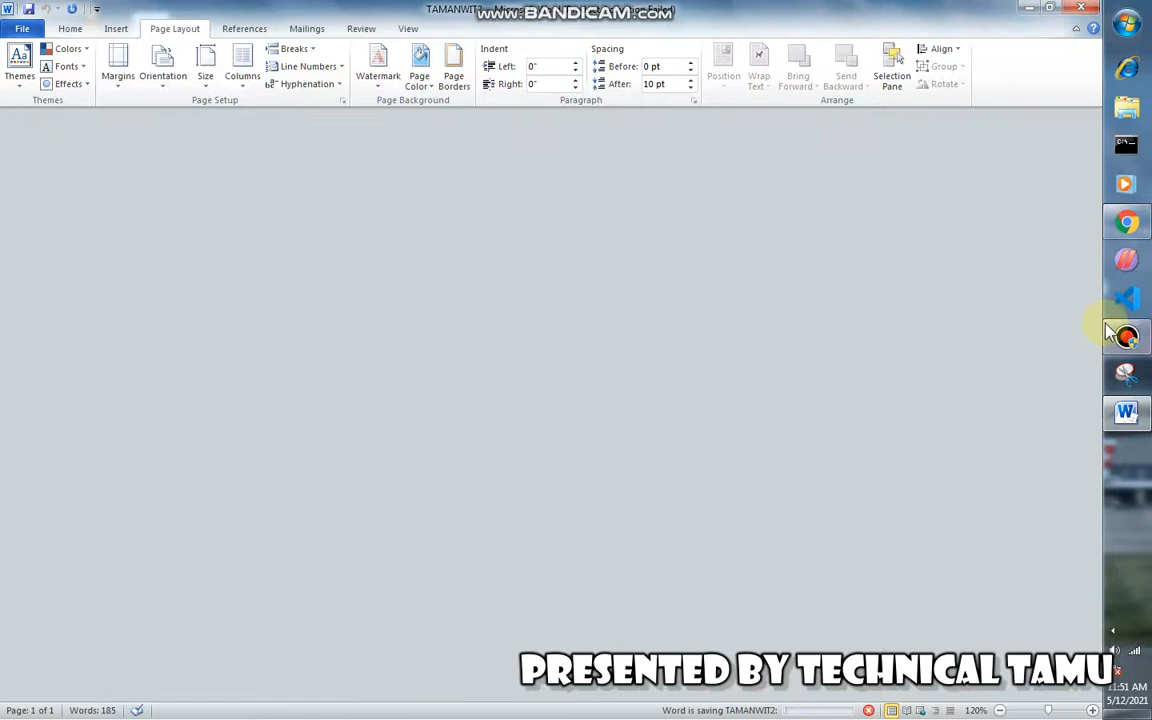 TAMANWIT2
www.BANDICAM.com
File Home Insert Page Layout References Mailings Review View
Themes
Colors
Fonts
Effects
Themes
Margins
Orientation
Size
Columns
Breaks
Line Numbers
Hyphenation
Page Setup
Watermark
Page Color
Page Borders
Page Background
Indent
Left: 0"
Right: 0"
Spacing
Before: 0 pt
After: 10 pt
Paragraph
Position
Wrap Text
Bring Forward
Send Backward
Selection Pane
Align
Group
Rotate
Arrange
PRESENTED BY TECHNICAL TAMU
11:51 AM
5/12/2021
Page: 1 of 1 Words: 185 Word is saving TAMANWIT2: 120%